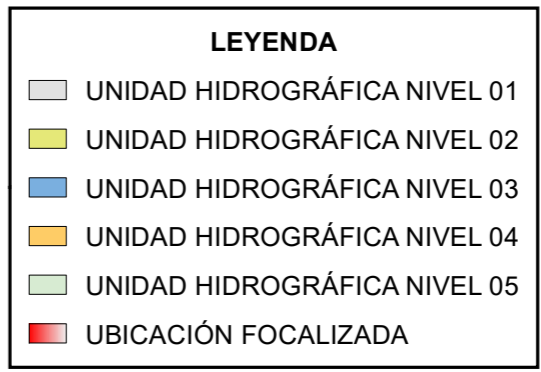 LEYENDA
UNIDAD HIDROGRÁFICA NIVEL 01
UNIDAD HIDROGRÁFICA NIVEL 02
UNIDAD HIDROGRÁFICA NIVEL 03
UNIDAD HIDROGRÁFICA NIVEL 04
UNIDAD HIDROGRÁFICA NIVEL 05
UBICACIÓN FOCALIZADA